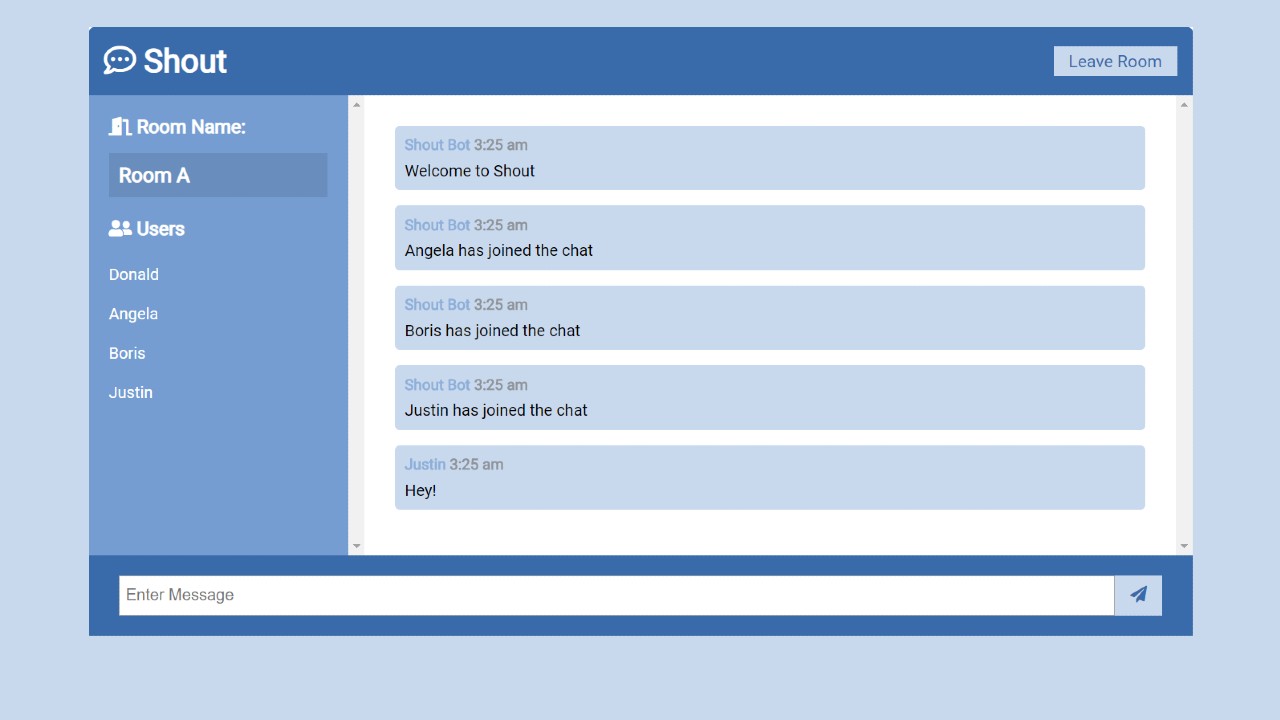 Shout
Leave Room
Room Name:
Room A
Users
Donald
Angela
Boris
Justin
Shout Bot 3:25 am
Welcome to Shout
Shout Bot 3:25 am
Angela has joined the chat
Shout Bot 3:25 am
Boris has joined the chat
Shout Bot 3:25 am
Justin has joined the chat
Justin 3:25 am
Hey!
Enter Message